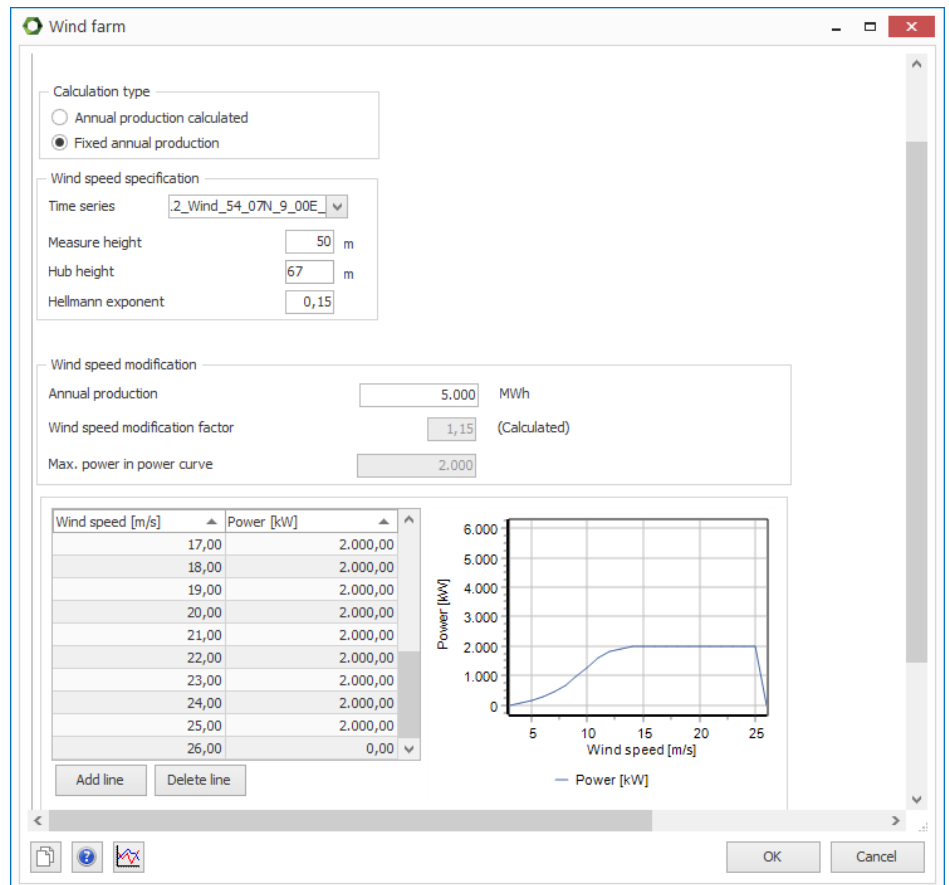 Wind farm
Calculation type
Annual production calculated
Fixed annual production
Wind speed specification
Time series .2_Wind_54_07N_9_00E_
Measure height 50 m
Hub height 67 m
Hellmann exponent 0,15
Wind speed modification
Annual production 5.000 MWh
Wind speed modification factor 1,15 (Calculated)
Max. power in power curve 2.000
Wind speed [m/s] Power [kW]
17,00 2.000,00
18,00 2.000,00
19,00 2.000,00
20,00 2.000,00
21,00 2.000,00
22,00 2.000,00
23,00 2.000,00
24,00 2.000,00
25,00 2.000,00
26,00 0,00
Add line Delete line
Power [kW]
6.000
5.000
4.000
3.000
2.000
1.000
0
5 10 15 20 25
Wind speed [m/s]
Power [kW]
OK Cancel